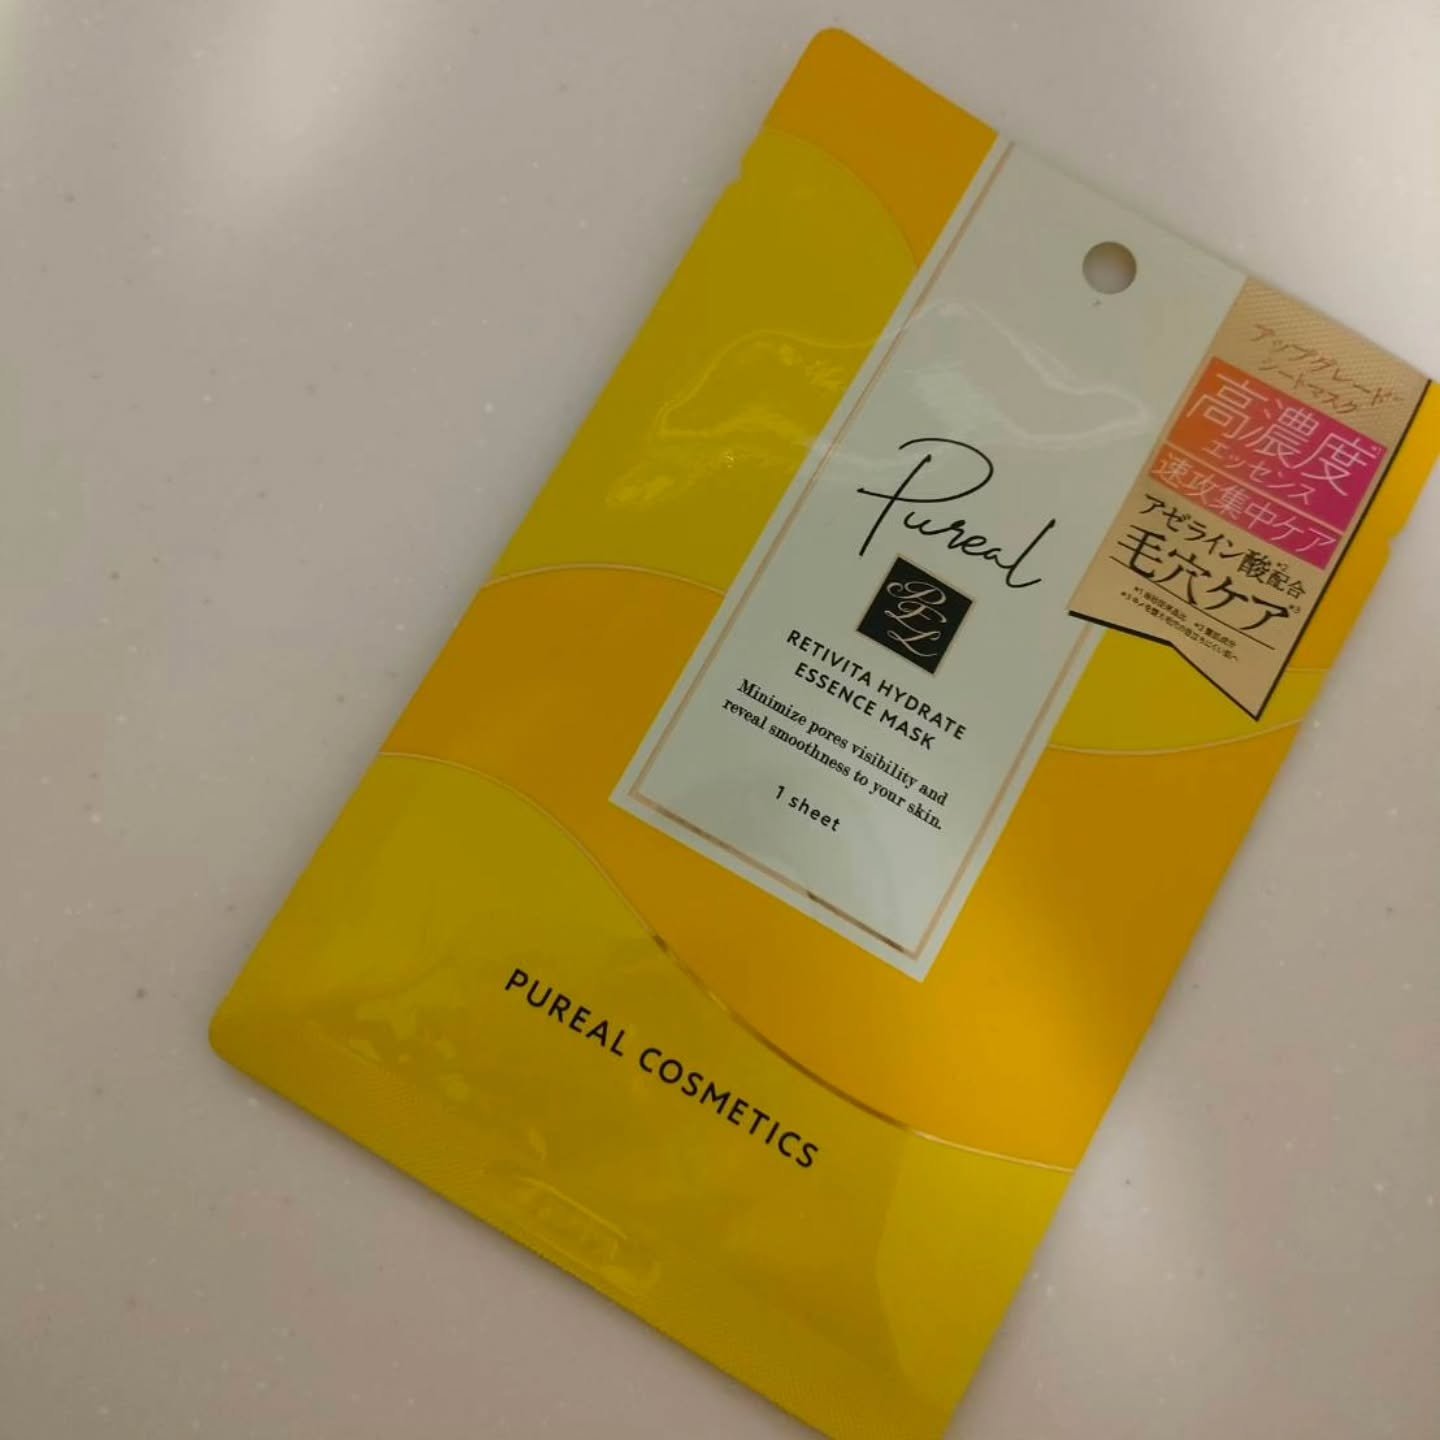 アップグレード
シートマスク
高濃度
エッセンス
速攻集中ケア
アゼライン酸*2配合
毛穴ケア*3
Pureal
PEL
RETIVITA HYDRATE
ESSENCE MASK
Minimize pores visibility and
reveal smoothness to your skin.
1 sheet
PUREAL COSMETICS